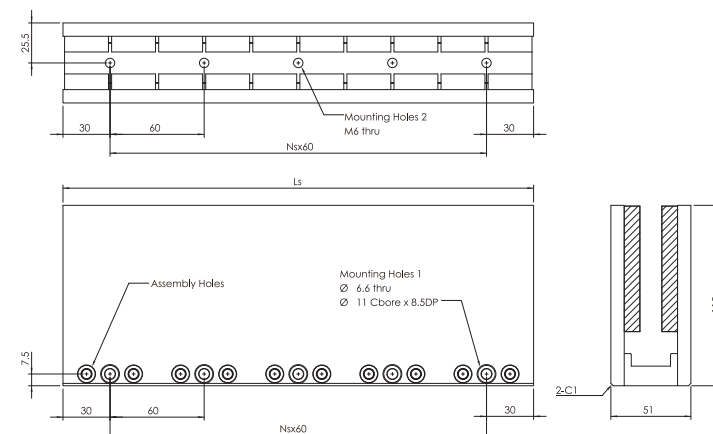 25.5
30
60
30
Mounting Holes 2
M6 thru
Nsx60
Ls
Assembly Holes
Mounting Holes 1
Ø 6.6 thru
Ø 11 Cbore x 8.5DP
7.5
30
60
30
Nsx60
2-C1
51